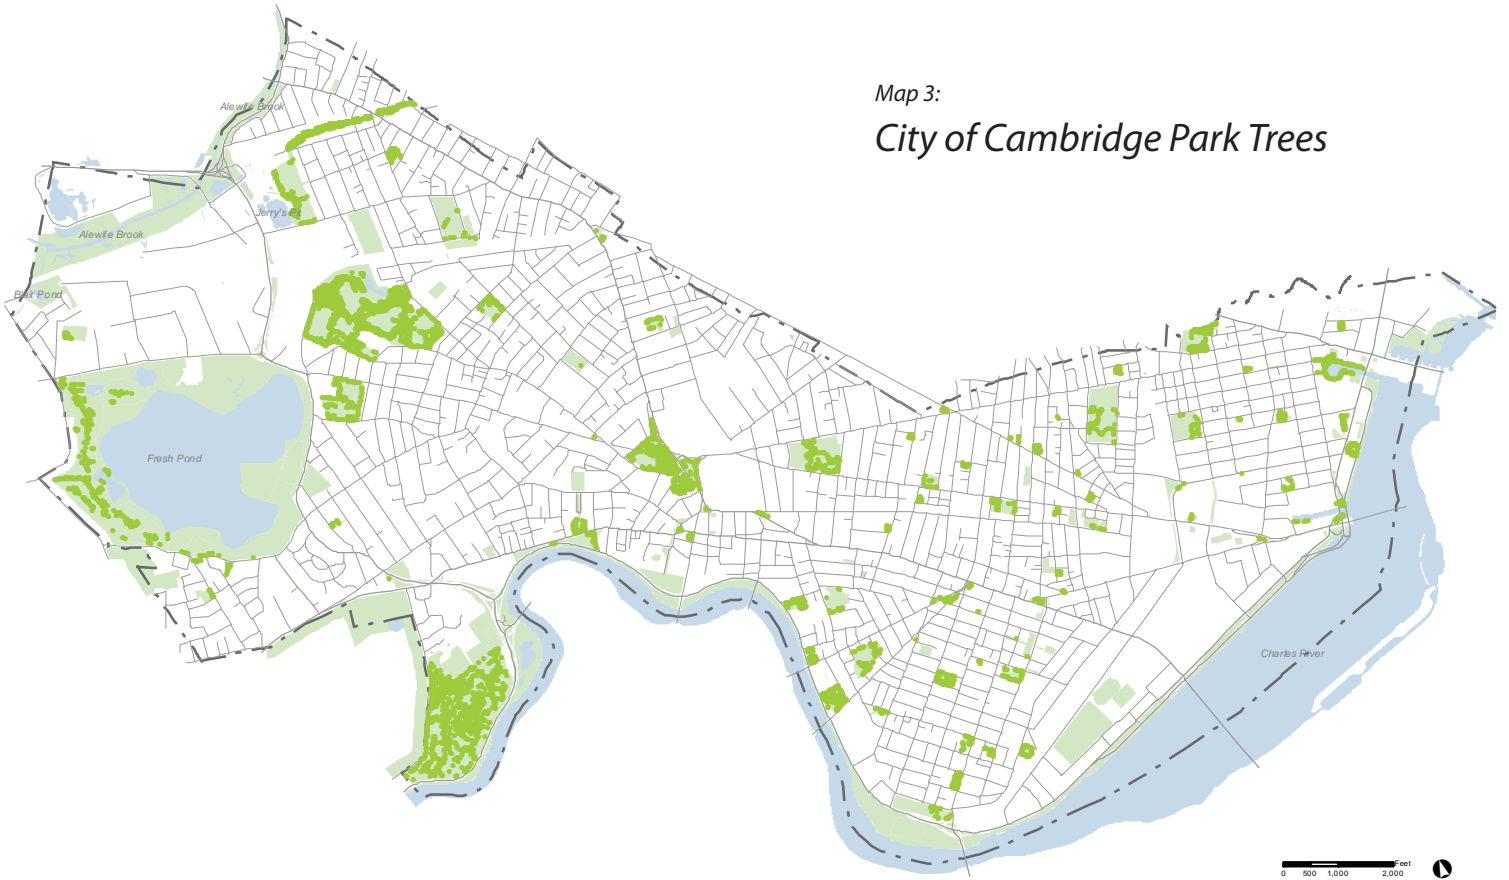 Map 3:
City of Cambridge Park Trees
Alewife Brook
Jerry's Pit
Alewife Brook
Blair Pond
Fresh Pond
Charles River
Feet
0 500 1,000 2,000